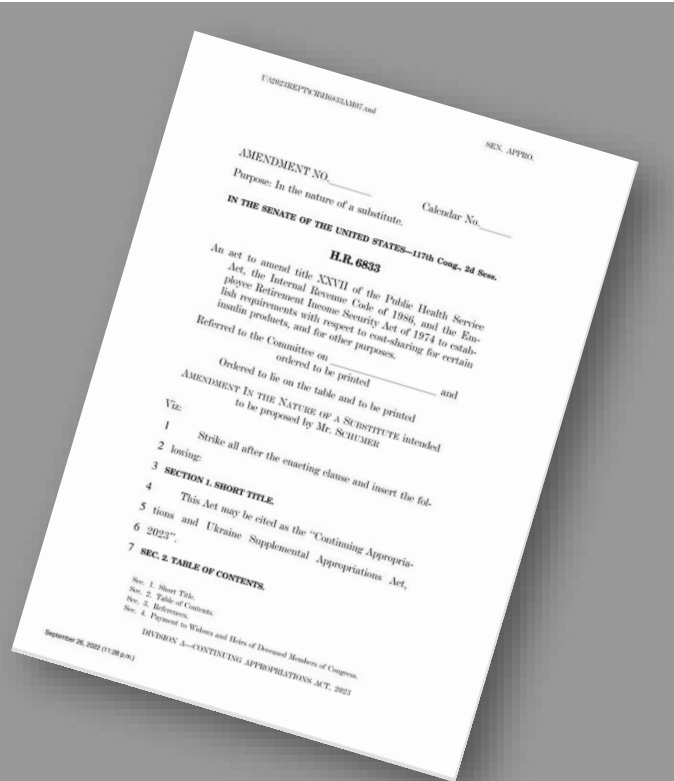 U:\2023REPT\CR\H6833AM07.xml
SEN. APPRO.
AMENDMENT NO.________
Calendar No.______
Purpose: In the nature of a substitute.
IN THE SENATE OF THE UNITED STATES—117th Cong., 2d Sess.
H.R. 6833
An act to amend title XXVII of the Public Health Service
Act, the Internal Revenue Code of 1986, and the Em-
ployee Retirement Income Security Act of 1974 to estab-
lish requirements with respect to cost-sharing for certain
insulin products, and for other purposes.
Referred to the Committee on ____________________ and
ordered to be printed
Ordered to lie on the table and to be printed
AMENDMENT IN THE NATURE OF A SUBSTITUTE intended
to be proposed by Mr. SCHUMER
Viz:
1 Strike all after the enacting clause and insert the fol-
2 lowing:
3 SECTION 1. SHORT TITLE.
4 This Act may be cited as the “Continuing Appropria-
5 tions and Ukraine Supplemental Appropriations Act,
6 2023”.
7 SEC. 2. TABLE OF CONTENTS.
Sec. 1. Short Title.
Sec. 2. Table of Contents.
Sec. 3. References.
Sec. 4. Payment to Widows and Heirs of Deceased Members of Congress.
DIVISION A—CONTINUING APPROPRIATIONS ACT, 2023
September 26, 2022 (11:28 p.m.)